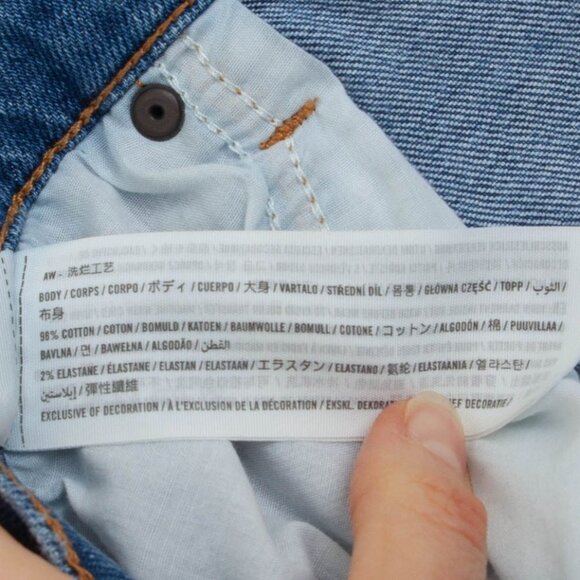 AW - 洗烂工艺
BODY / CORPS / CORPO / ボディ / CUERPO / 大身 / VARTALO / STŘEDNÍ DÍL / 몸통 / GŁÓWNA CZĘŚĆ / TOPP / الثوب /
布身
98% COTTON / COTON / BOMULD / KATOEN / BAUMWOLLE / BOMULL / COTONE / コットン / ALGODÓN / 棉 / PUUVILLAA /
BAVLNA / 면 / BAWEŁNA / ALGODÃO / القطن /
2% ELASTANE / ÉLASTANE / ELASTAN / ELASTAAN / エラスタン / ELASTANO / 氨纶 / ELASTAANIA / 엘라스탄 /
إيلاستين / 彈性纖維
EXCLUSIVE OF DECORATION / À L'EXCLUSION DE LA DÉCORATION / EKSKL. DEKORAT DECORATIE /